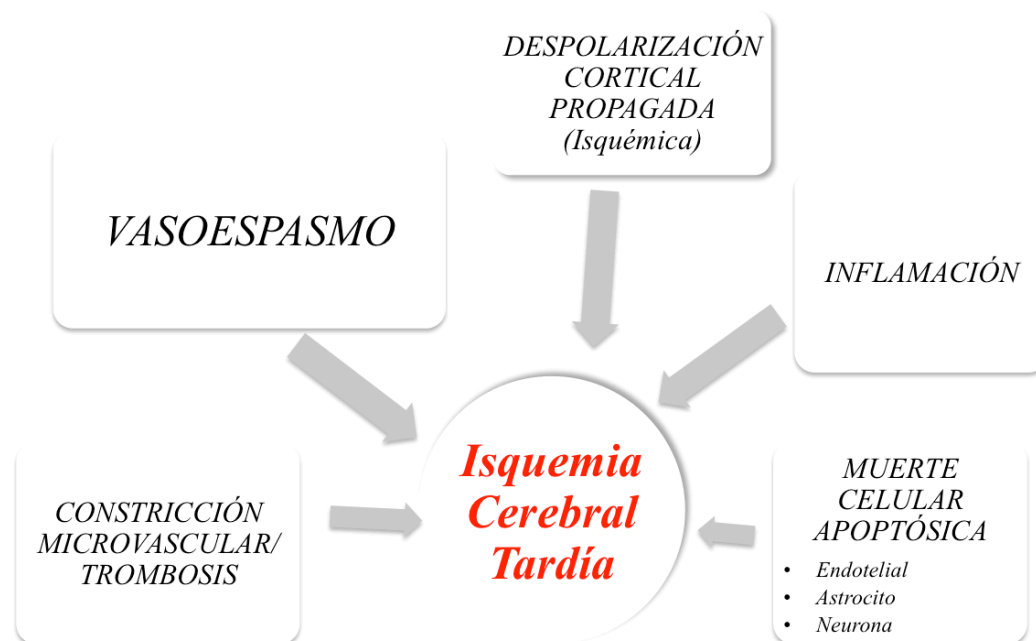 DESPOLARIZACIÓN
CORTICAL
PROPAGADA
(Isquémica)
VASOESPASMO
INFLAMACIÓN
CONSTRICCIÓN
MICROVASCULAR/
TROMBOSIS
Isquemia
Cerebral
Tardía
MUERTE
CELULAR
APOPTÓSICA
• Endotelial
• Astrocito
• Neurona